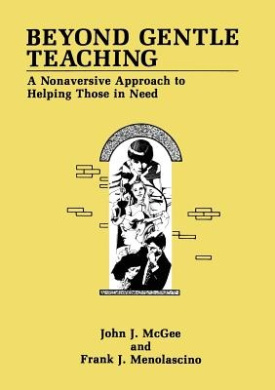 BEYOND GENTLE
TEACHING
A Nonaversive Approach to
Helping Those in Need
John J. McGee
and
Frank J. Menolascino